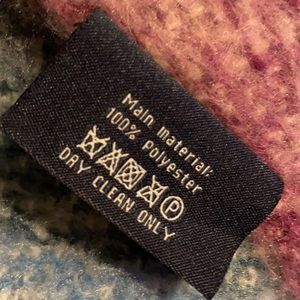 Main material:
100% Polyester
P
DRY CLEAN ONLY